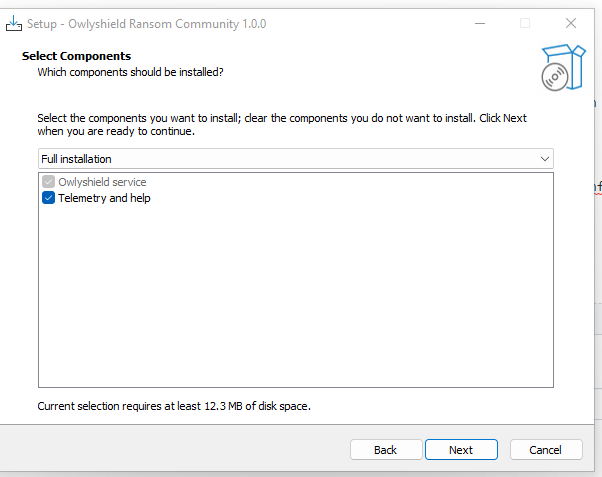 Setup - Owlyshield Ransom Community 1.0.0
Select Components
Which components should be installed?
Select the components you want to install; clear the components you do not want to install. Click Next
when you are ready to continue.
Full installation
Owlyshield service
Telemetry and help
Current selection requires at least 12.3 MB of disk space.
Back
Next
Cancel